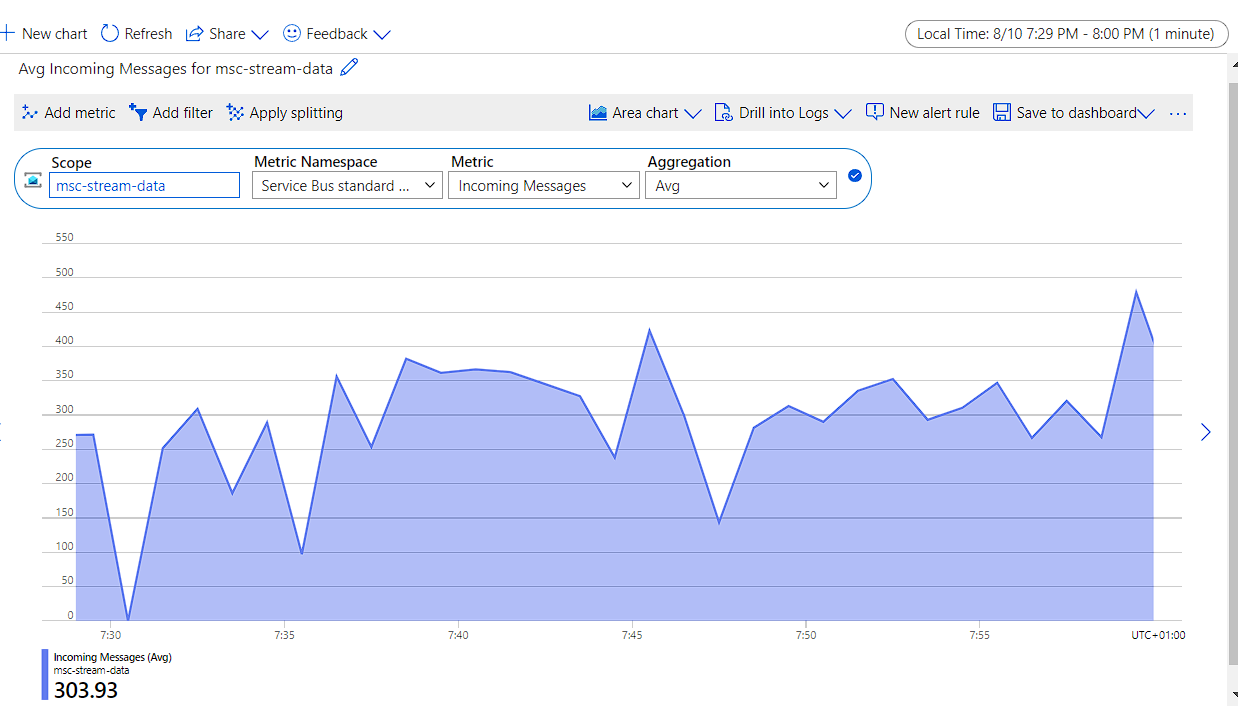 New chart Refresh Share Feedback Local Time: 8/10 7:29 PM - 8:00 PM (1 minute)
Avg Incoming Messages for msc-stream-data
Add metric Add filter Apply splitting Area chart Drill into Logs New alert rule Save to dashboard ...
Scope Metric Namespace Metric Aggregation
msc-stream-data Service Bus standard ... Incoming Messages Avg
550
500
450
400
350
300
250
200
150
100
50
0
7:30 7:35 7:40 7:45 7:50 7:55 UTC+01:00
Incoming Messages (Avg)
msc-stream-data
303.93